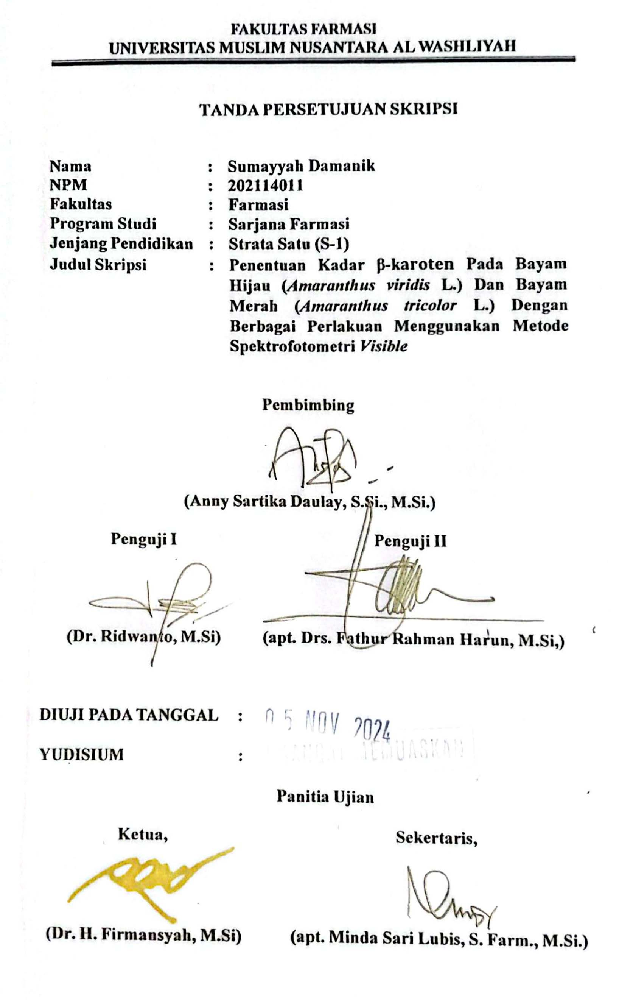 FAKULTAS FARMASI
UNIVERSITAS MUSLIM NUSANTARA AL WASHLIYAH
TANDA PERSETUJUAN SKRIPSI
Nama : Sumayyah Damanik
NPM : 202114011
Fakultas : Farmasi
Program Studi : Sarjana Farmasi
Jenjang Pendidikan : Strata Satu (S-1)
Judul Skripsi : Penentuan Kadar β-karoten Pada Bayam
Hijau (Amaranthus viridis L.) Dan Bayam
Merah (Amaranthus tricolor L.) Dengan
Berbagai Perlakuan Menggunakan Metode
Spektrofotometri Visible
Pembimbing
(Anny Sartika Daulay, S.Si., M.Si.)
Penguji I Penguji II
(Dr. Ridwanto, M.Si) (apt. Drs. Fathur Rahman Harun, M.Si,)
DIUJI PADA TANGGAL : 05 NOV 2024
YUDISIUM : MEMUASKAN
Panitia Ujian
Ketua, Sekertaris,
(Dr. H. Firmansyah, M.Si) (apt. Minda Sari Lubis, S. Farm., M.Si.)